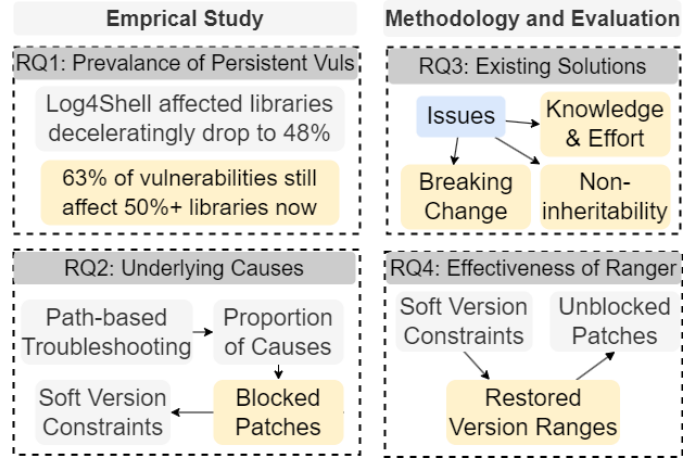 Emprical Study
RQ1: Prevalance of Persistent Vuls
Log4Shell affected libraries
deceleratingly drop to 48%
63% of vulnerabilities still
affect 50%+ libraries now
RQ2: Underlying Causes
Path-based
Troubleshooting
Proportion
of Causes
Soft Version
Constraints
Blocked
Patches
Methodology and Evaluation
RQ3: Existing Solutions
Issues
Knowledge
& Effort
Breaking
Change
Non-
inheritability
RQ4: Effectiveness of Ranger
Soft Version
Constraints
Unblocked
Patches
Restored
Version Ranges